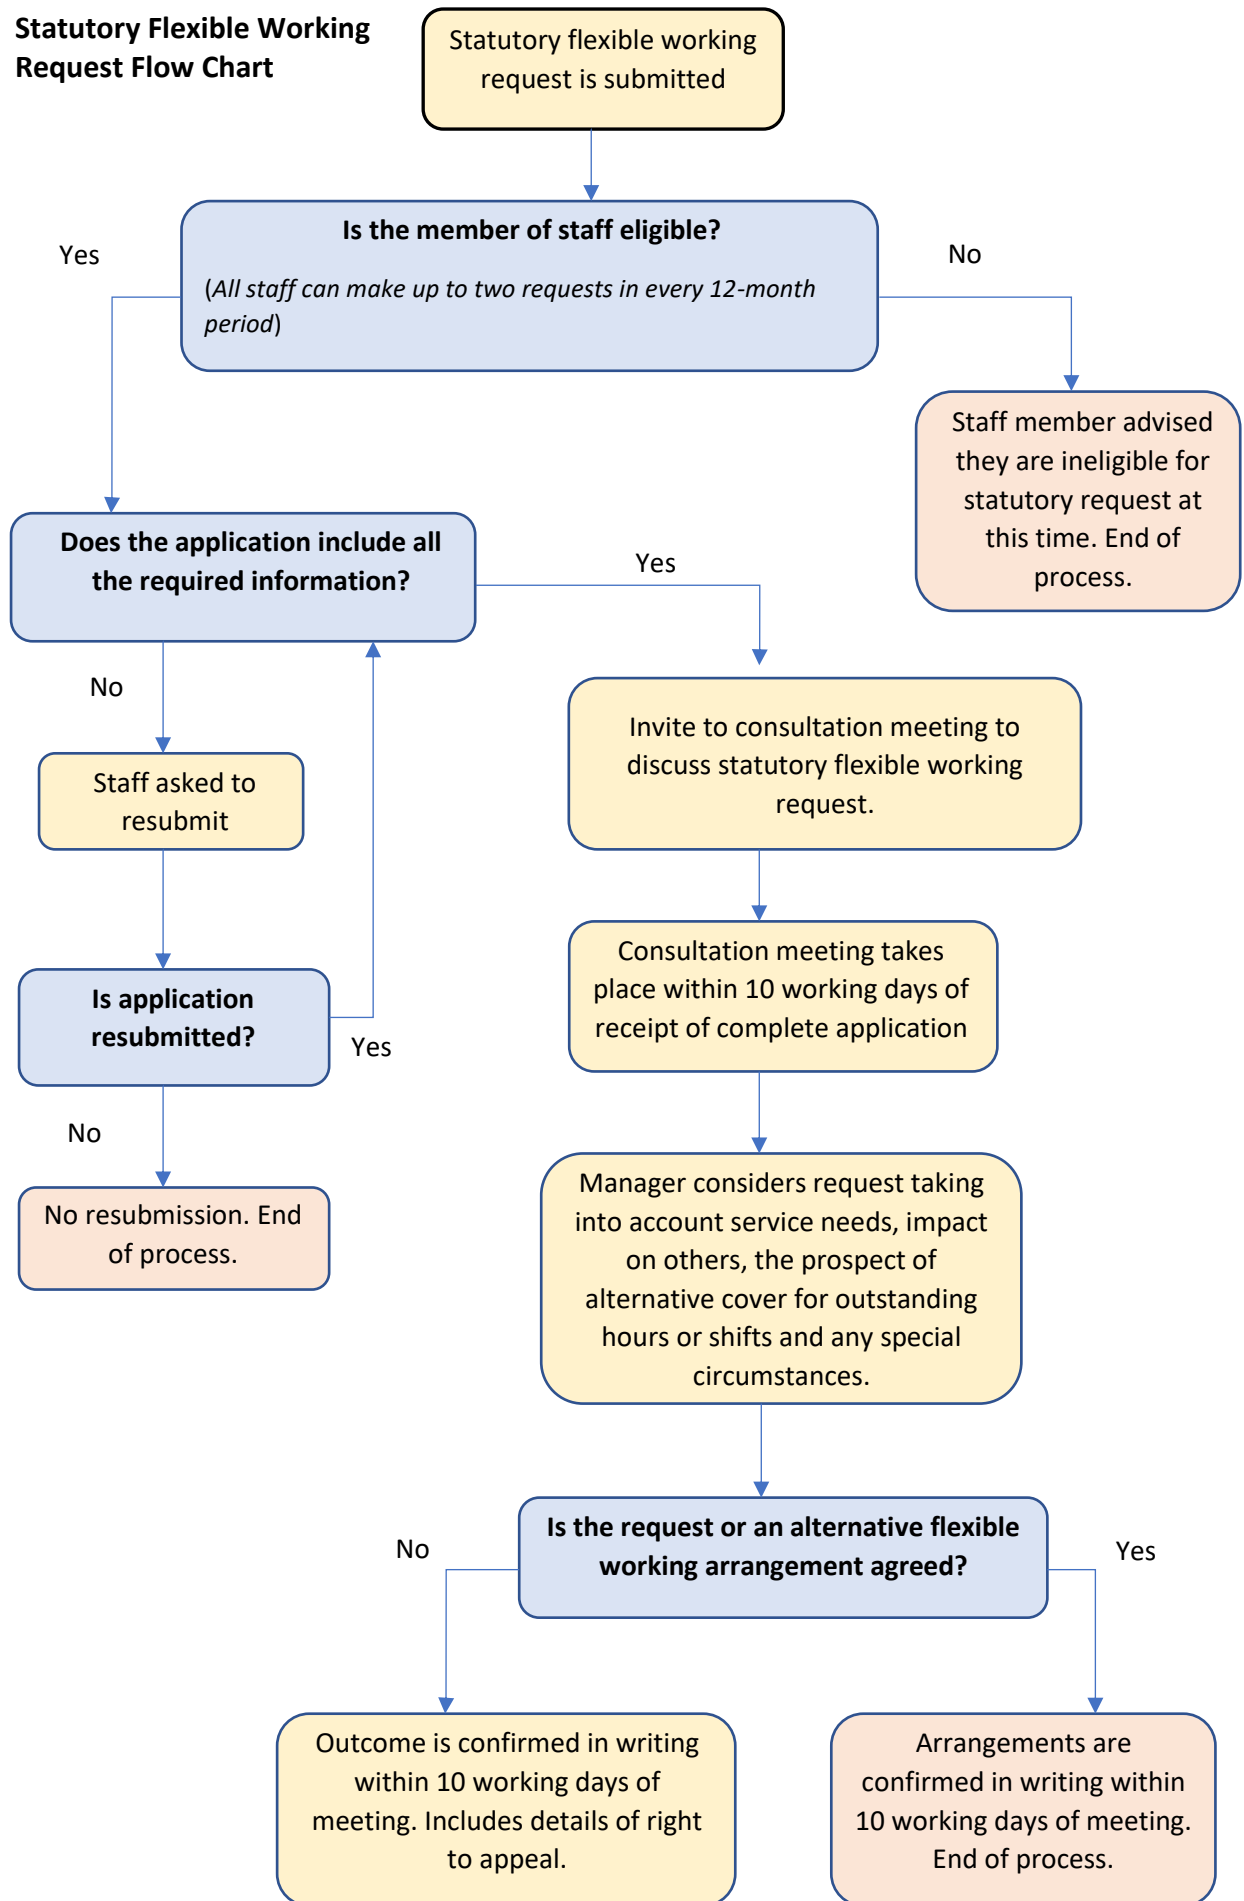 Statutory Flexible Working
Request Flow Chart
Statutory flexible working
request is submitted
Is the member of staff eligible?
(All staff can make up to two requests in every 12-month
period)
Yes
No
Staff member advised
they are ineligible for
statutory request at
this time. End of
process.
Does the application include all
the required information?
Yes
No
Invite to consultation meeting to
discuss statutory flexible working
request.
Staff asked to
resubmit
Consultation meeting takes
place within 10 working days of
receipt of complete application
Is application
resubmitted?
Yes
No
No resubmission. End
of process.
Manager considers request taking
into account service needs, impact
on others, the prospect of
alternative cover for outstanding
hours or shifts and any special
circumstances.
Is the request or an alternative flexible
working arrangement agreed?
No
Yes
Outcome is confirmed in writing
within 10 working days of
meeting. Includes details of right
to appeal.
Arrangements are
confirmed in writing within
10 working days of meeting.
End of process.